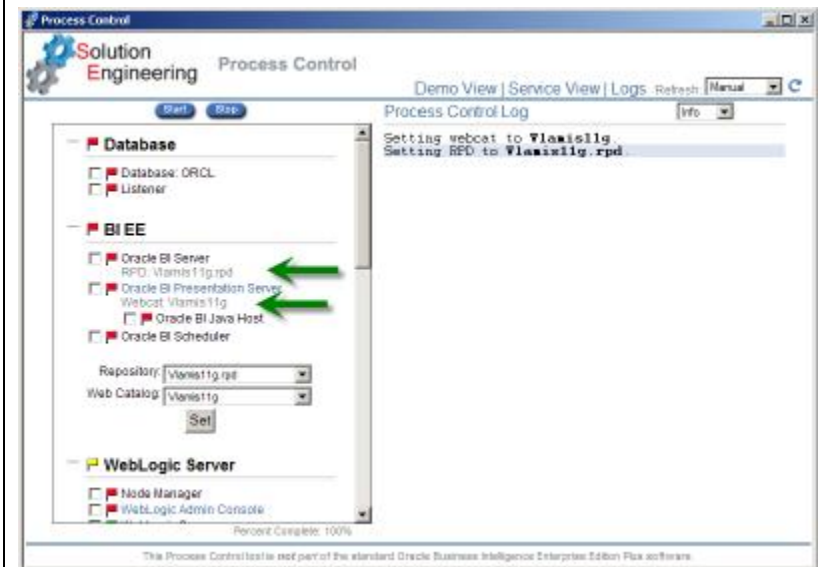 Process Control
Solution
Engineering
Process Control
Demo View | Service View | Logs Refresh: Manual
Start Stop
Process Control Log
Info
Setting webcat to Vlamis11g
Setting RPD to Vlamis11g.rpd
Database
Database: ORCL
Listener
BI EE
Oracle BI Server
RPD: Vlamis11g.rpd
Oracle BI Presentation Server
Webcat: Vlamis11g
Oracle BI Java Host
Oracle BI Scheduler
Repository: Vlamis11g.rpd
Web Catalog: Vlamis11g
Set
WebLogic Server
Node Manager
WebLogic Admin Console
Percent Complete: 100%
This Process Control tool is not part of the standard Oracle Business Intelligence Enterprise Edition Plus software.